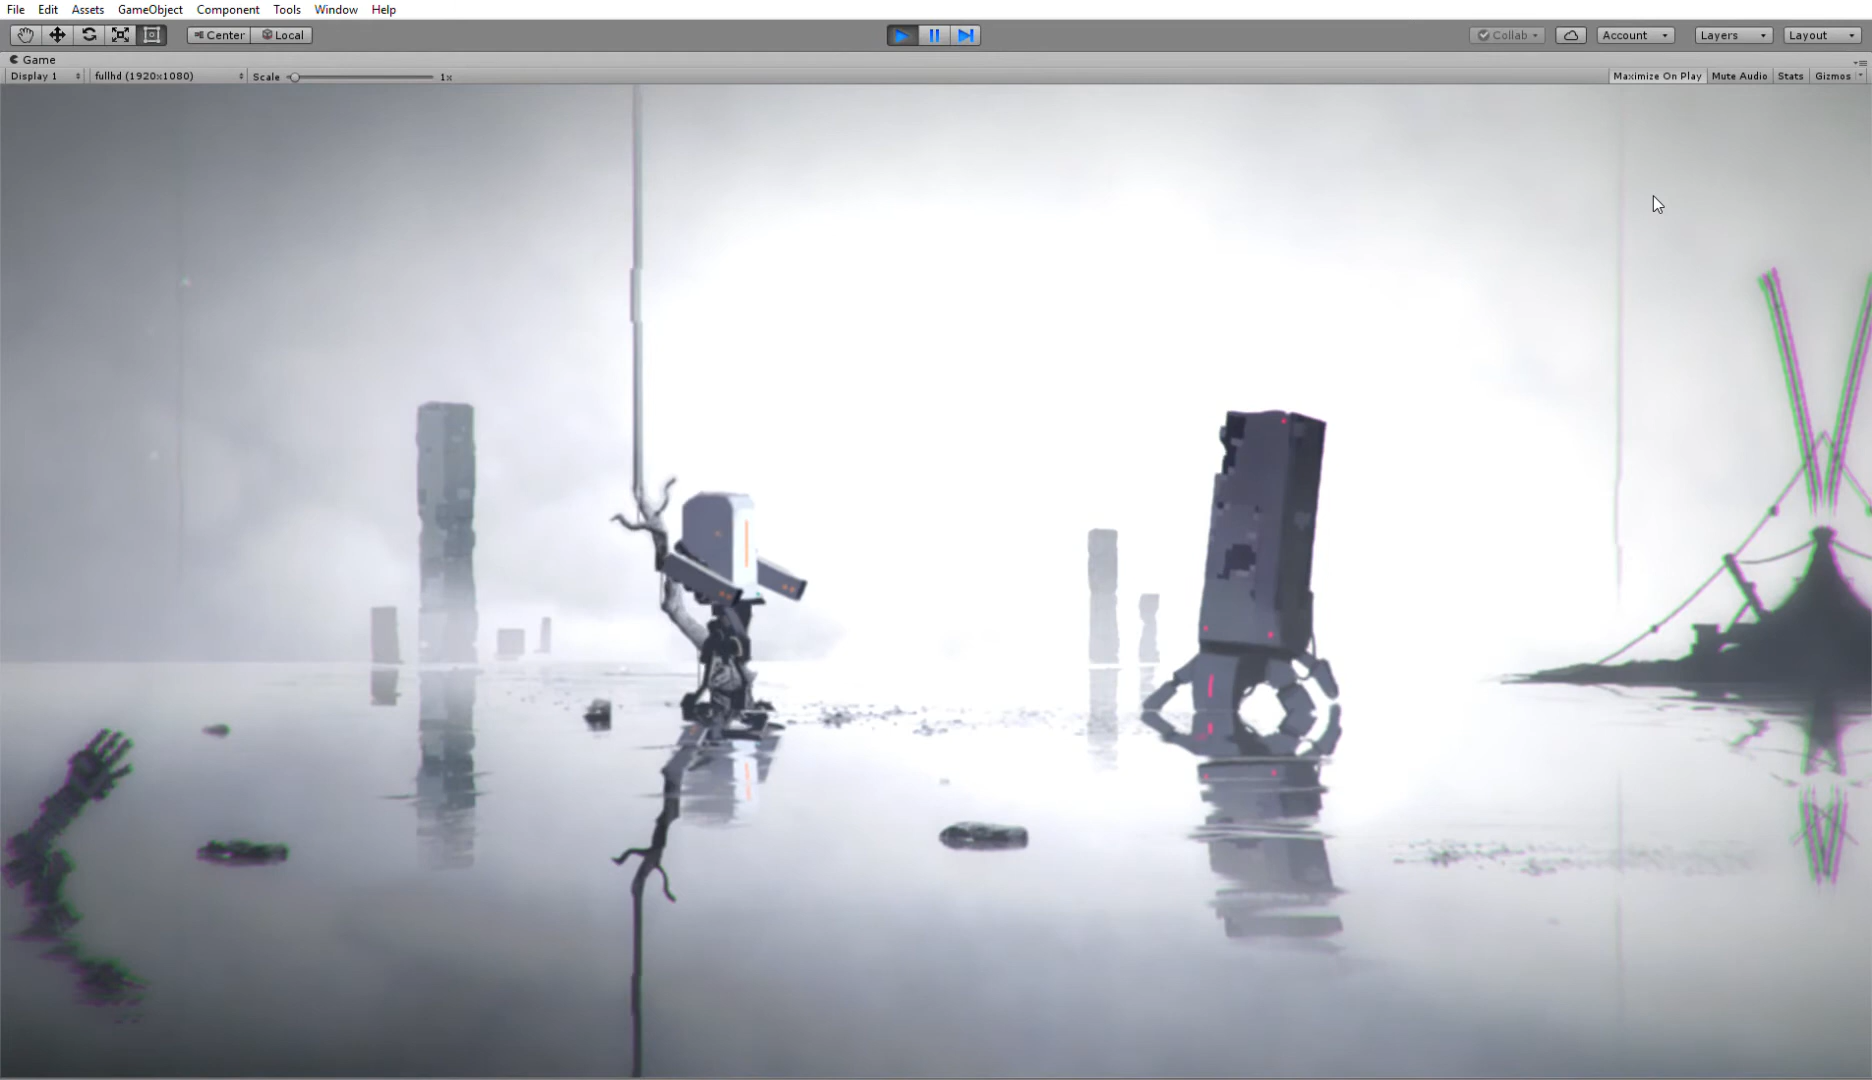 File Edit Assets GameObject Component Tools Window Help
Center Local Collab Account Layers Layout
Game
Display 1 fullhd (1920x1080) Scale 1x Maximize On Play Mute Audio Stats Gizmos